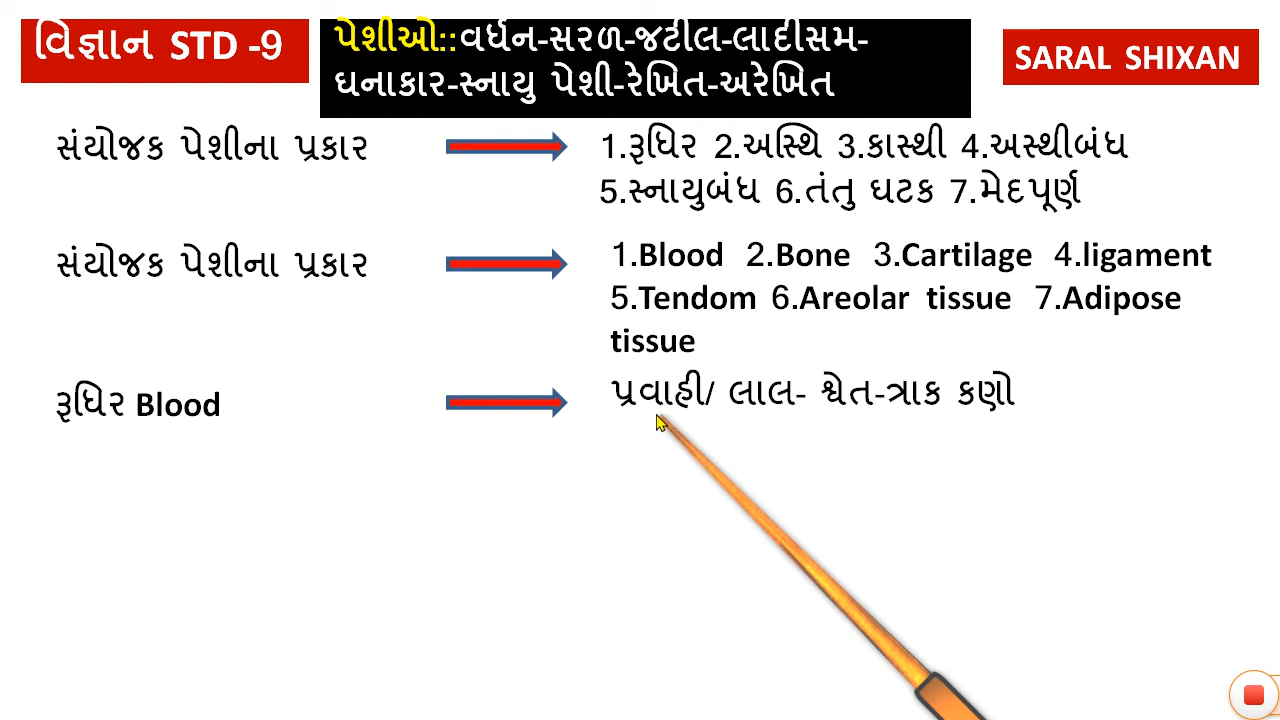 વિજ્ઞાન STD -9
પેશીઓ::વર્ધન-સરળ-જટીલ-લાદીસમ-
ઘનાકાર-સ્નાયુ પેશી-રેખિત-અરેખિત
SARAL SHIXAN
સંયોજક પેશીના પ્રકાર
1.રૂધિર 2.અસ્થિ 3.કાસ્થી 4.અસ્થીબંધ
5.સ્નાયુબંધ 6.તંતુ ઘટક 7.મેદપૂર્ણ
સંયોજક પેશીના પ્રકાર
1.Blood 2.Bone 3.Cartilage 4.ligament
5.Tendom 6.Areolar tissue 7.Adipose
tissue
રૂધિર Blood
પ્રવાહી/ લાલ- શ્વેત-ત્રાક કણો